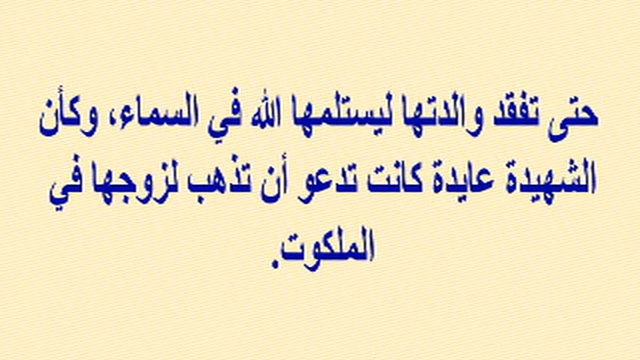 حتى تفقد والدتها ليستلمها الله في السماء، وكأن
الشهيدة عايدة كانت تدعو أن تذهب لزوجها في
الملكوت.